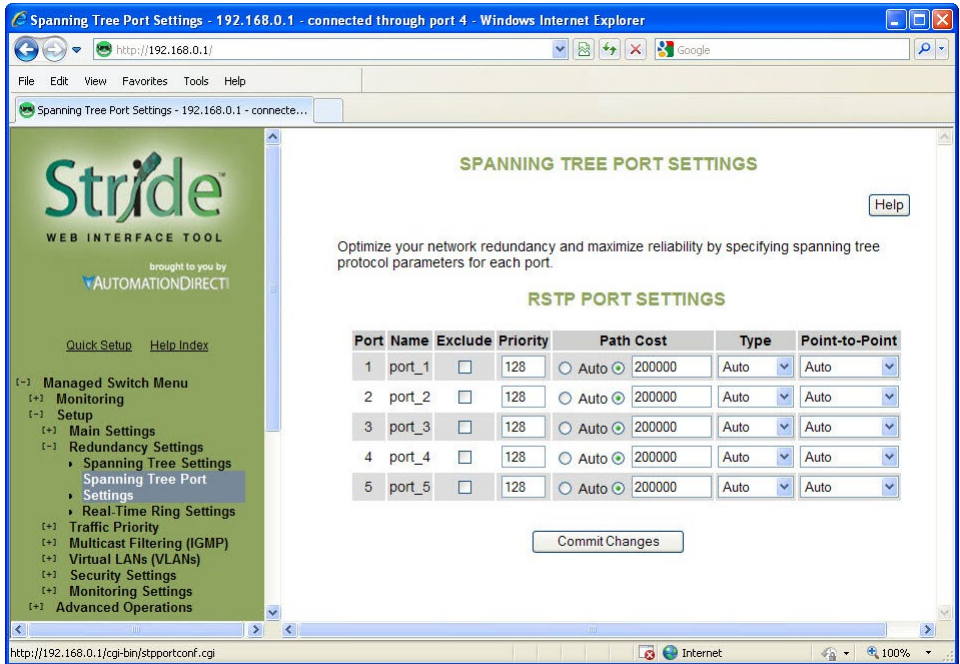 Spanning Tree Port Settings - 192.168.0.1 - connected through port 4 - Windows Internet Explorer
http://192.168.0.1/
Google
File Edit View Favorites Tools Help
Spanning Tree Port Settings - 192.168.0.1 - connecte...
Stride™
WEB INTERFACE TOOL
brought to you by
AUTOMATIONDIRECT
Quick Setup Help Index
[-] Managed Switch Menu
[+] Monitoring
[-] Setup
[+] Main Settings
[-] Redundancy Settings
Spanning Tree Settings
Spanning Tree Port
Settings
Real-Time Ring Settings
[+] Traffic Priority
[+] Multicast Filtering (IGMP)
[+] Virtual LANs (VLANs)
[+] Security Settings
[+] Monitoring Settings
[+] Advanced Operations
SPANNING TREE PORT SETTINGS
Help
Optimize your network redundancy and maximize reliability by specifying spanning tree
protocol parameters for each port.
RSTP PORT SETTINGS
Port Name Exclude Priority Path Cost Type Point-to-Point
1 port_1 128 Auto 200000 Auto Auto
2 port_2 128 Auto 200000 Auto Auto
3 port_3 128 Auto 200000 Auto Auto
4 port_4 128 Auto 200000 Auto Auto
5 port_5 128 Auto 200000 Auto Auto
Commit Changes
http://192.168.0.1/cgi-bin/stpportconf.cgi
Internet
100%